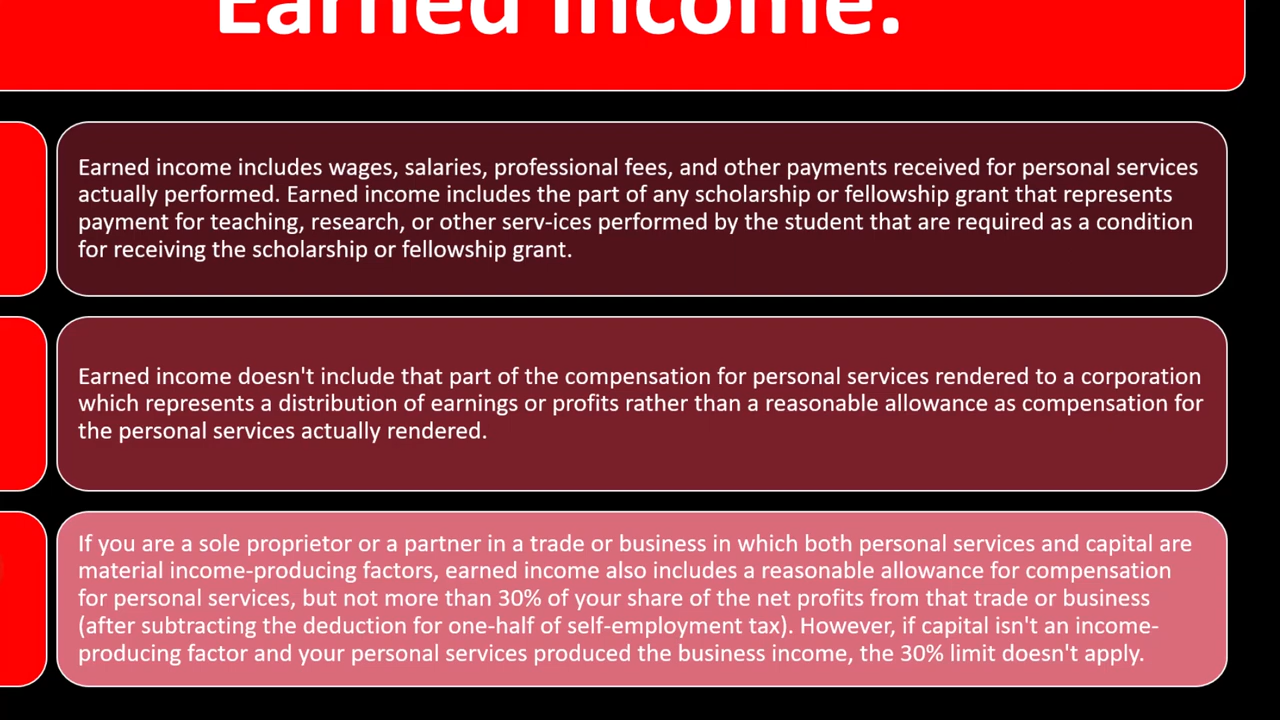 Earned Income.
Earned income includes wages, salaries, professional fees, and other payments received for personal services
actually performed. Earned income includes the part of any scholarship or fellowship grant that represents
payment for teaching, research, or other serv-ices performed by the student that are required as a condition
for receiving the scholarship or fellowship grant.
Earned income doesn't include that part of the compensation for personal services rendered to a corporation
which represents a distribution of earnings or profits rather than a reasonable allowance as compensation for
the personal services actually rendered.
If you are a sole proprietor or a partner in a trade or business in which both personal services and capital are
material income-producing factors, earned income also includes a reasonable allowance for compensation
for personal services, but not more than 30% of your share of the net profits from that trade or business
(after subtracting the deduction for one-half of self-employment tax). However, if capital isn't an income-
producing factor and your personal services produced the business income, the 30% limit doesn't apply.